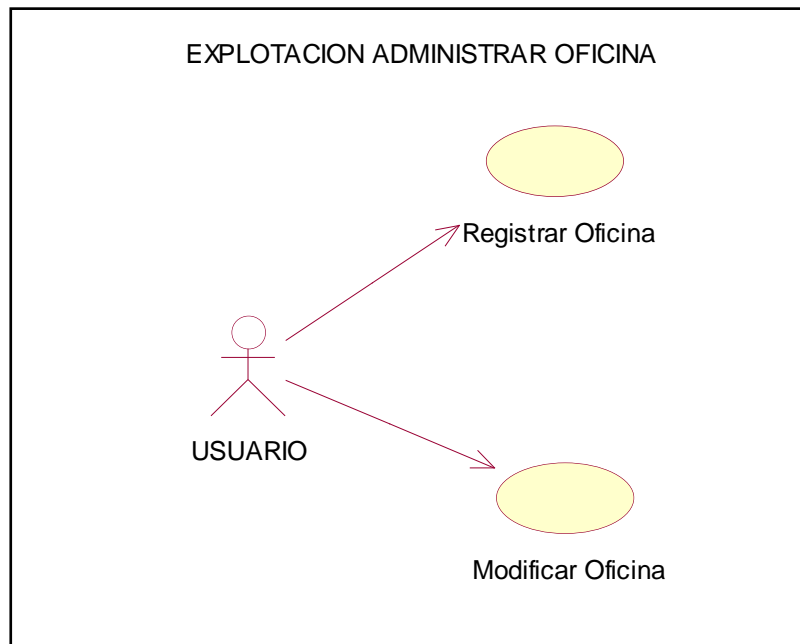 EXPLOTACION ADMINISTRAR OFICINA
Registrar Oficina
USUARIO
Modificar Oficina